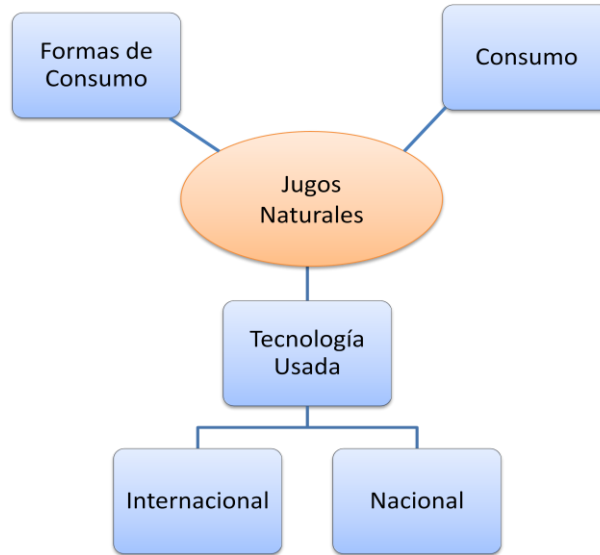 Formas de
Consumo
Consumo
Jugos
Naturales
Tecnología
Usada
Internacional
Nacional